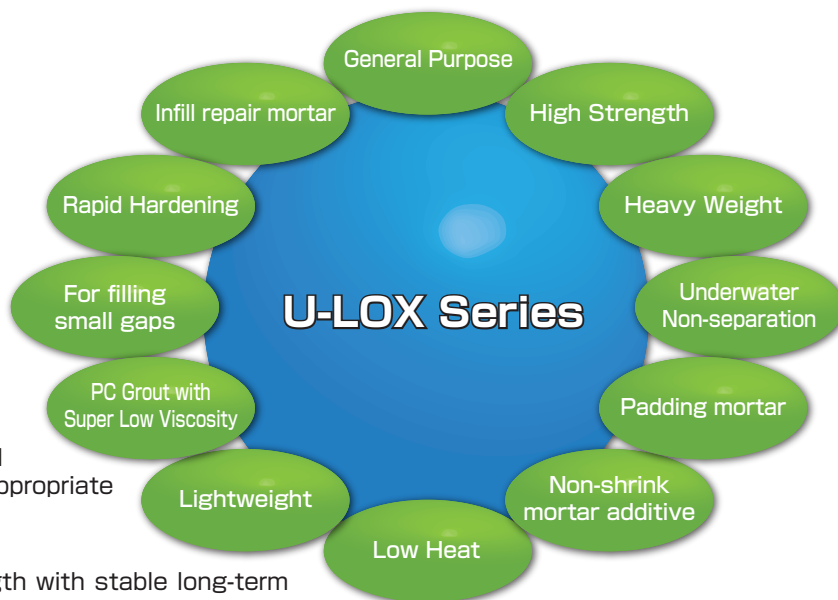 General Purpose
Infill repair mortar
High Strength
Rapid Hardening
Heavy Weight
For filling
small gaps
U-LOX Series
Underwater
Non-separation
PC Grout with
Super Low Viscosity
Padding mortar
ppropriate
Lightweight
Non-shrink
mortar additive
Low Heat
gth with stable long-term